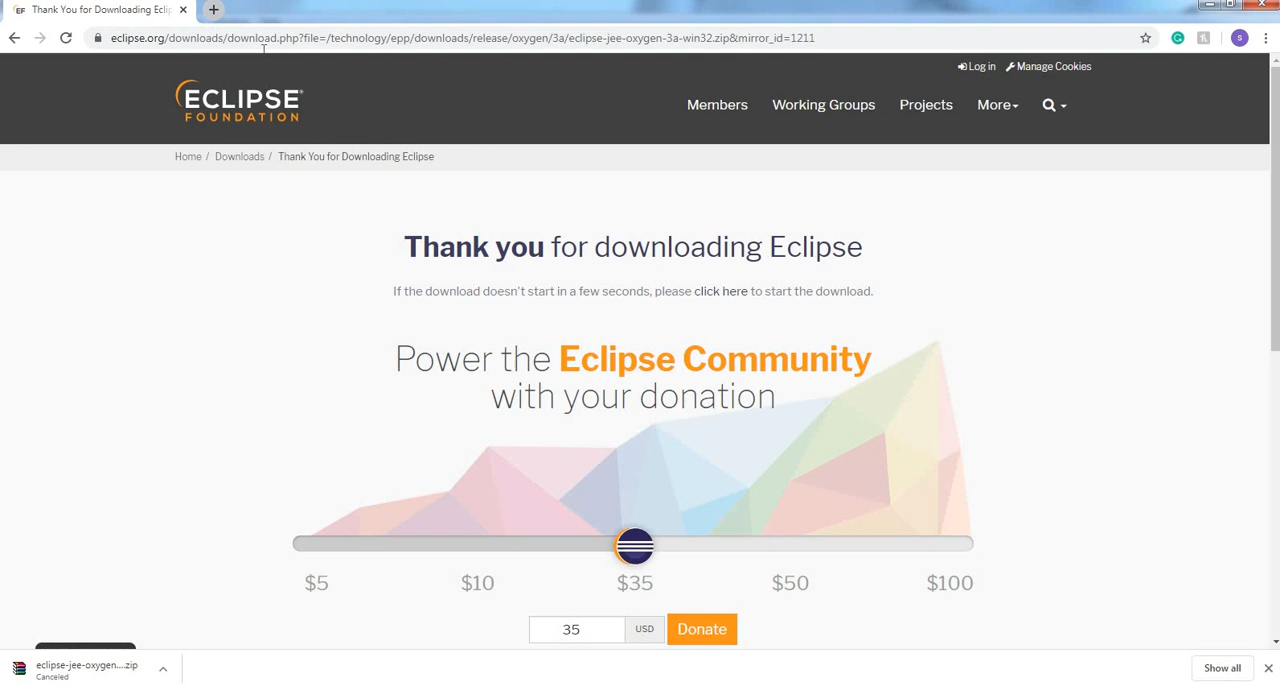 EF Thank You for Downloading Ecli
eclipse.org/downloads/download.php?file=/technology/epp/downloads/release/oxygen/3a/eclipse-jee-oxygen-3a-win32.zip&mirror_id=1211
s
Log in Manage Cookies
ECLIPSE
FOUNDATION
Members Working Groups Projects More
Home / Downloads / Thank You for Downloading Eclipse
Thank you for downloading Eclipse
If the download doesn't start in a few seconds, please click here to start the download.
Power the Eclipse Community
with your donation
$5 $10 $35 $50 $100
35 USD Donate
eclipse-jee-oxygen....zip
Canceled
Show all